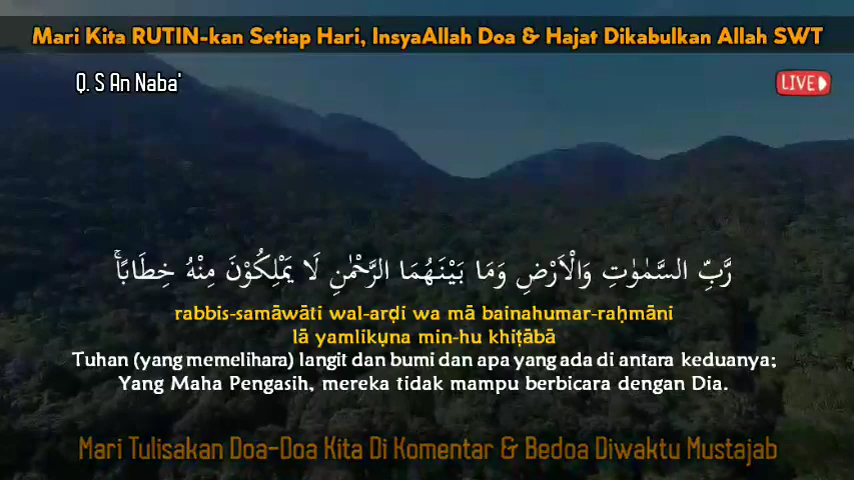 Mari Kita RUTIN-kan Setiap Hari, InsyaAllah Doa & Hajat Dikabulkan Allah SWT
Q. S An Naba'
LIVE
رَّبِّ السَّمٰوٰتِ وَالْاَرْضِ وَمَا بَيْنَهُمَا الرَّحْمٰنِ لَا يَمْلِكُوْنَ مِنْهُ خِطَابًاۚ
rabbis-samāwāti wal-arḍi wa mā bainahumar-raḥmāni
lā yamlikụna min-hu khiṭābā
Tuhan (yang memelihara) langit dan bumi dan apa yang ada di antara keduanya;
Yang Maha Pengasih, mereka tidak mampu berbicara dengan Dia.
Mari Tulisakan Doa-Doa Kita Di Komentar & Bedoa Diwaktu Mustajab